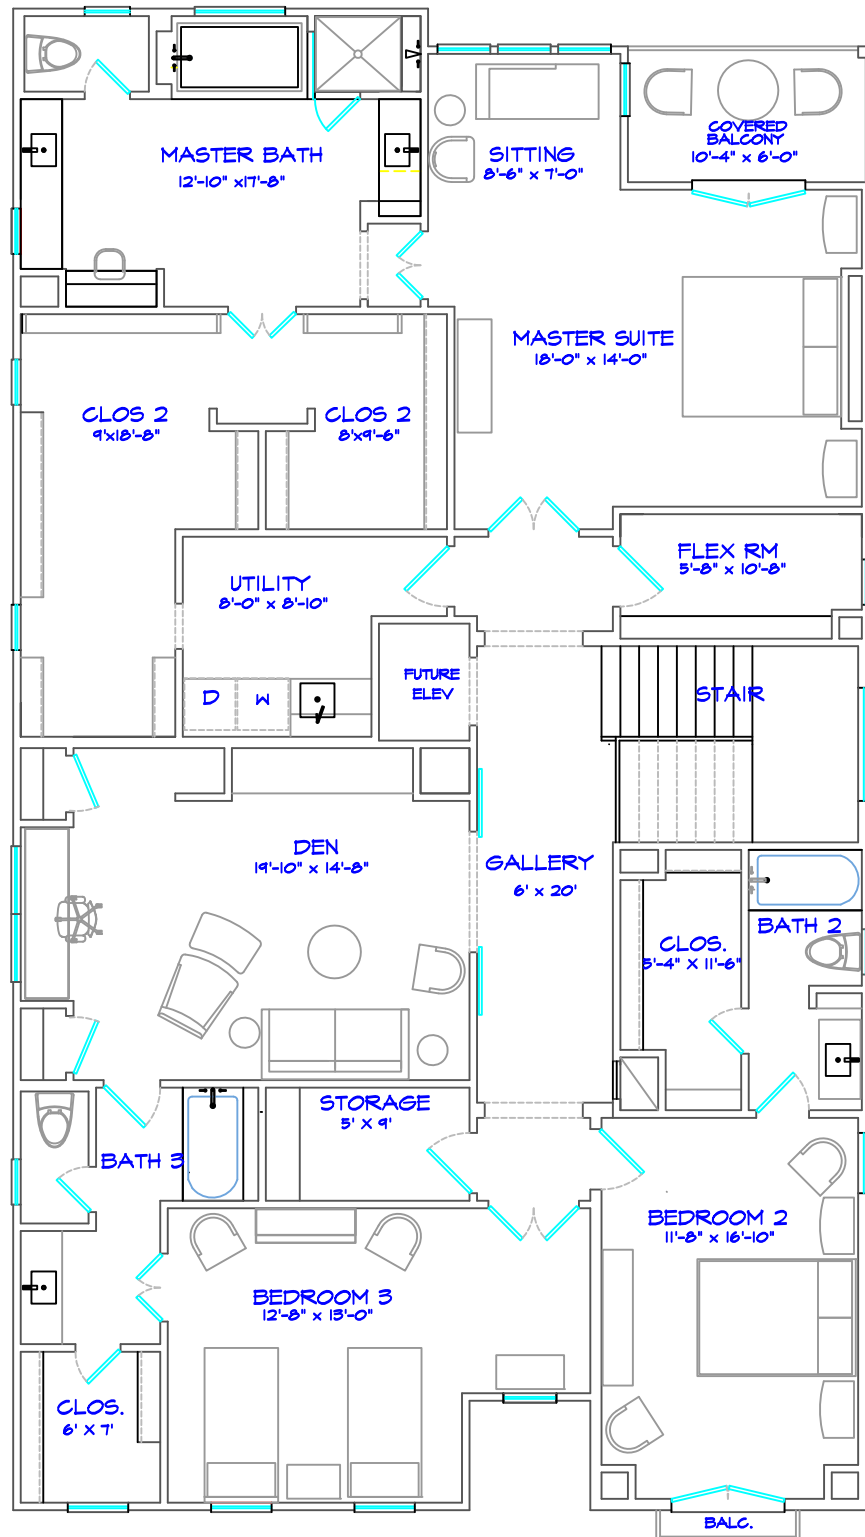 COVERED
BALCONY
10'-4" x 6'-0"
MASTER BATH
12'-10" x17'-8"
SITTING
8'-6" x 7'-0"
MASTER SUITE
18'-0" x 14'-0"
CLOS 2
9'x18'-8"
CLOS 2
8'x9'-6"
FLEX RM
5'-8" x 10'-8"
UTILITY
8'-0" x 8'-10"
D
W
FUTURE
ELEV
STAIR
DEN
19'-10" x 14'-8"
GALLERY
6' x 20'
BATH 2
CLOS.
5'-4" X 11'-6"
STORAGE
5' X 9'
BATH 3
BEDROOM 2
11'-8" x 16'-10"
BEDROOM 3
12'-8" x 13'-0"
CLOS.
6' X 7'
BALC.